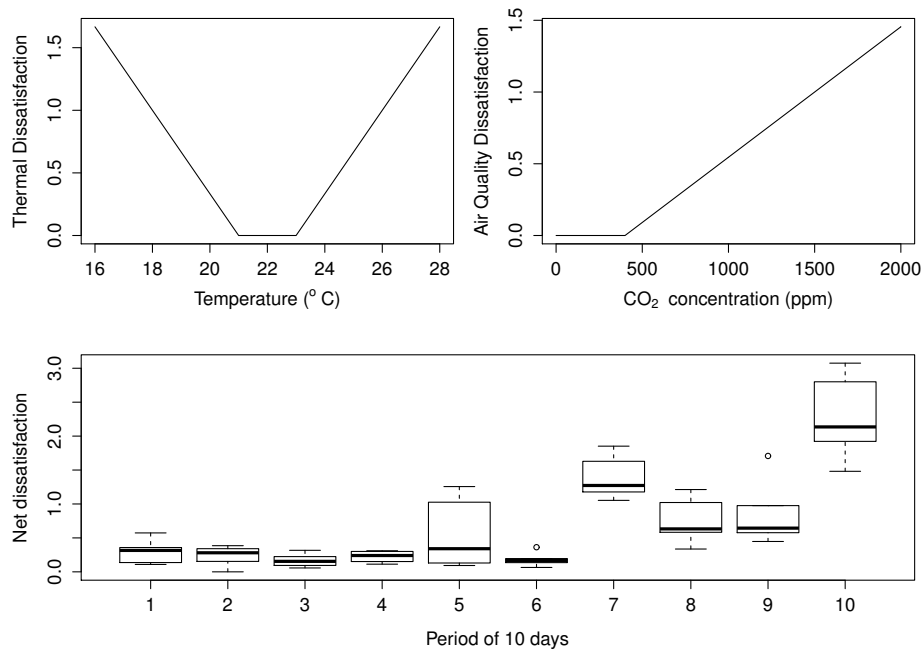 Thermal Dissatisfaction
0.0 0.5 1.0 1.5
16 18 20 22 24 26 28
Temperature (° C)
Air Quality Dissatisfaction
0.0 0.5 1.0 1.5
0 500 1000 1500 2000
CO₂ concentration (ppm)
Net dissatisfaction
0.0 1.0 2.0 3.0
1 2 3 4 5 6 7 8 9 10
Period of 10 days